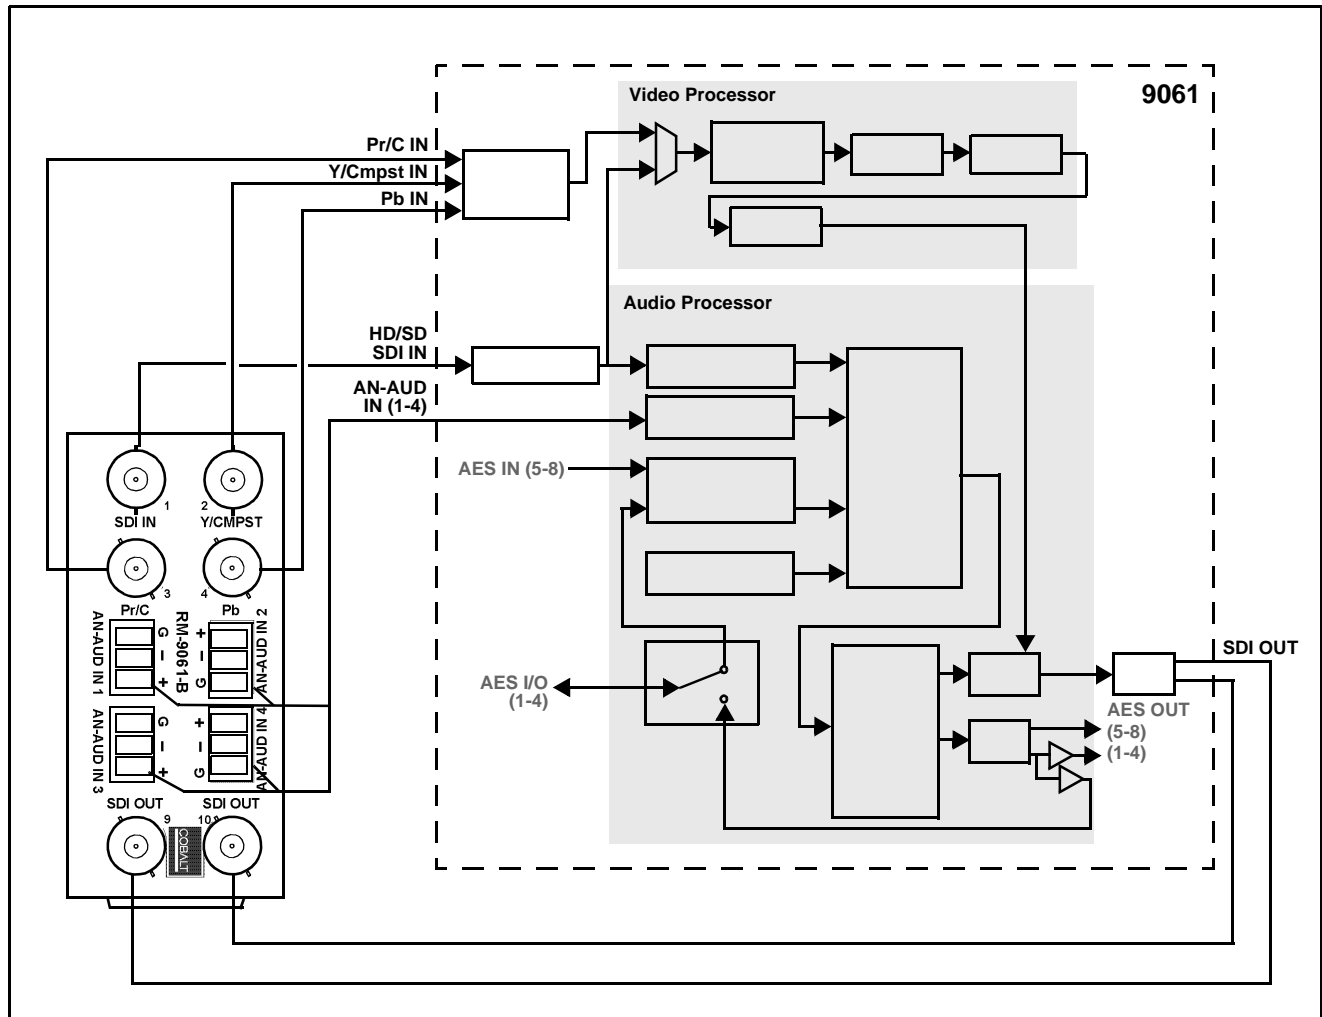 Video Processor
9061
Pr/C IN
Y/Cmpst IN
Pb IN
Audio Processor
HD/SD
SDI IN
AN-AUD
IN (1-4)
AES IN (5-8)
1
2
SDI IN
Y/CMPST
3
4
Pr/C
Pb
AN-AUD IN 1
G
–
+
RM-9061-B
+
–
G
AN-AUD IN 2
AES I/O
(1-4)
SDI OUT
AES OUT
(5-8)
(1-4)
AN-AUD IN 3
G
–
+
+
–
G
AN-AUD IN 4
SDI OUT
SDI OUT
9
10
COBALT